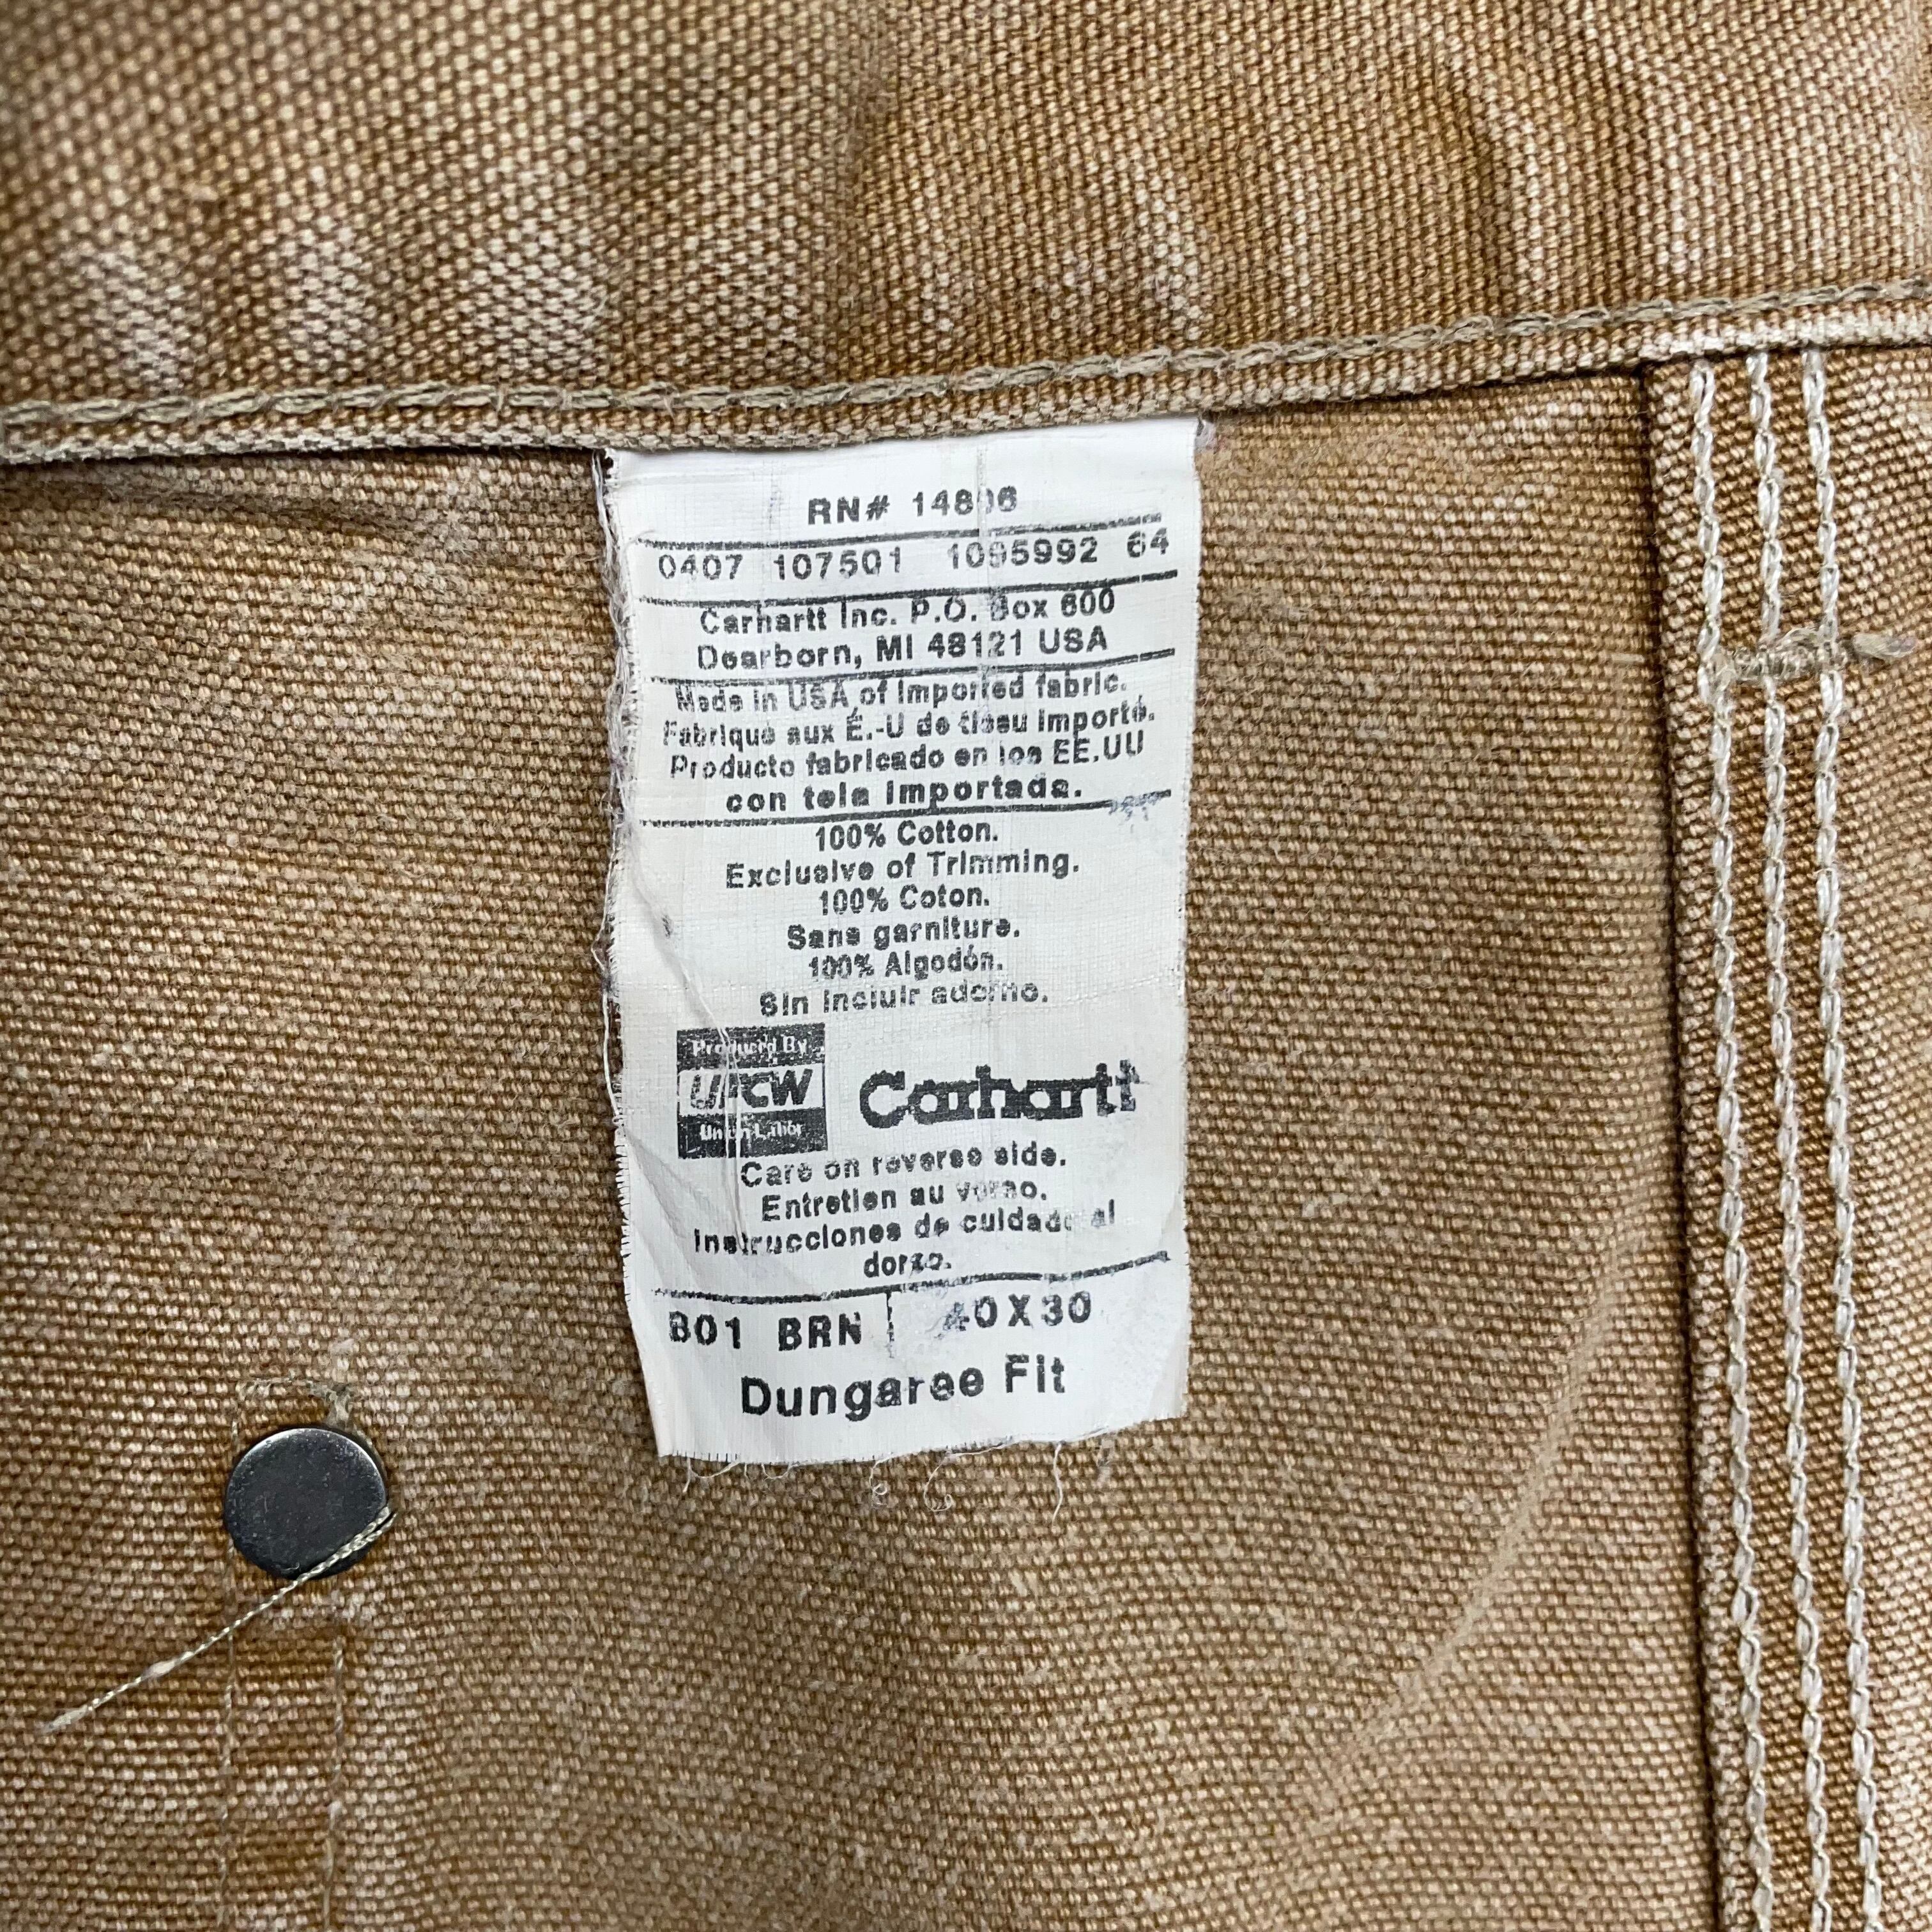 RN# 14806
0407 107501 1095992 64
Carhartt Inc. P.O. Box 600
Dearborn, MI 48121 USA
Made in USA of imported fabric.
Fabriqué aux É.-U de tissu importé.
Producto fabricado en los EE.UU
con tela importada.
100% Cotton.
Exclusive of Trimming.
100% Coton.
Sans garniture.
100% Algodón.
Sin incluir adorno.
Produced By
UFCW
Union Labor
Carhartt
Care on reverse side.
Entretien au verso.
Instrucciones de cuidado al
dorso.
B01 BRN 40X30
Dungaree Fit